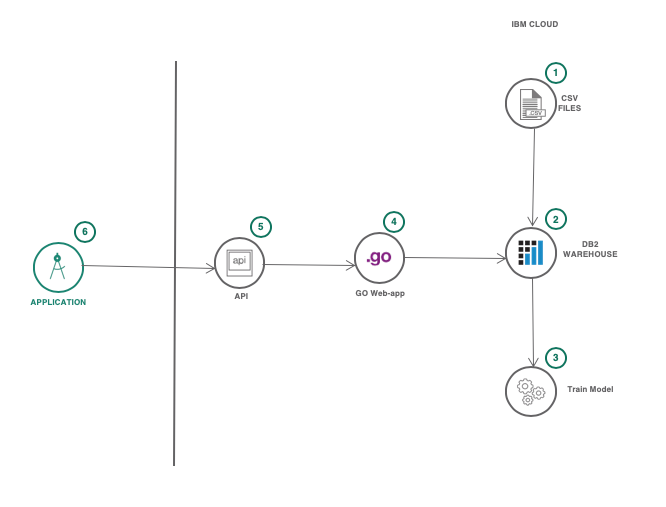 IBM CLOUD
1
CSV
FILES
.CSV
2
DB2
WAREHOUSE
6
5
4
api
.go
APPLICATION
API
GO Web-app
3
Train Model